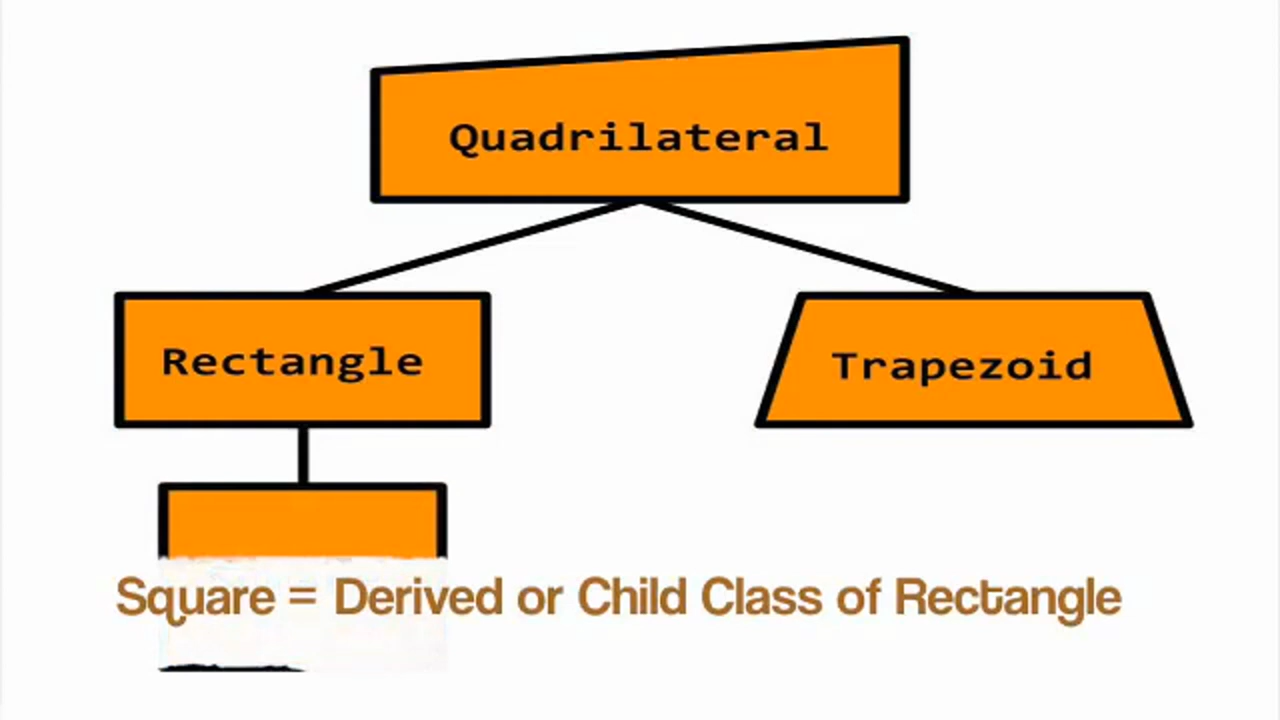 Quadrilateral
Rectangle
Trapezoid
Square = Derived or Child Class of Rectangle